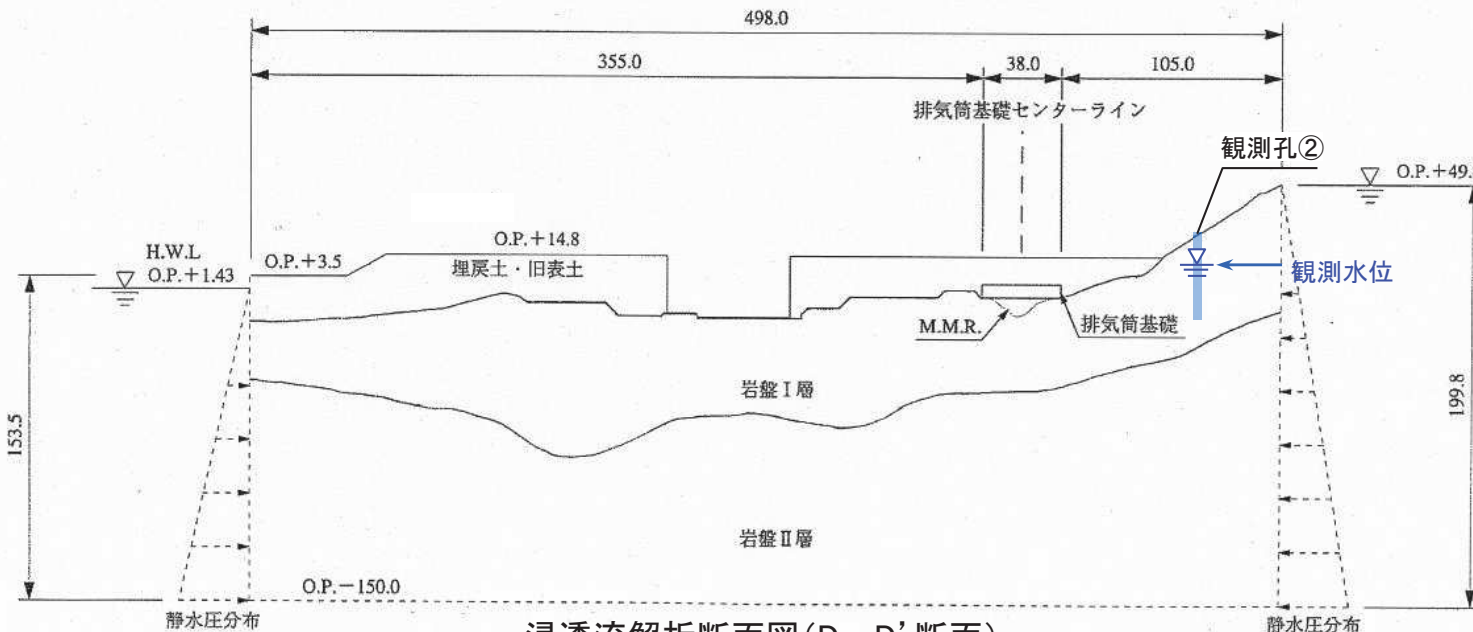 498.0
355.0
38.0
105.0
排気筒基礎センターライン
観測孔②
O.P.+49.
H.W.L
O.P.+1.43
O.P.+3.5
O.P.+14.8
埋戻土・旧表土
観測水位
M.M.R.
排気筒基礎
岩盤Ⅰ層
153.5
199.8
岩盤Ⅱ層
O.P.−150.0
静水圧分布
静水圧分布